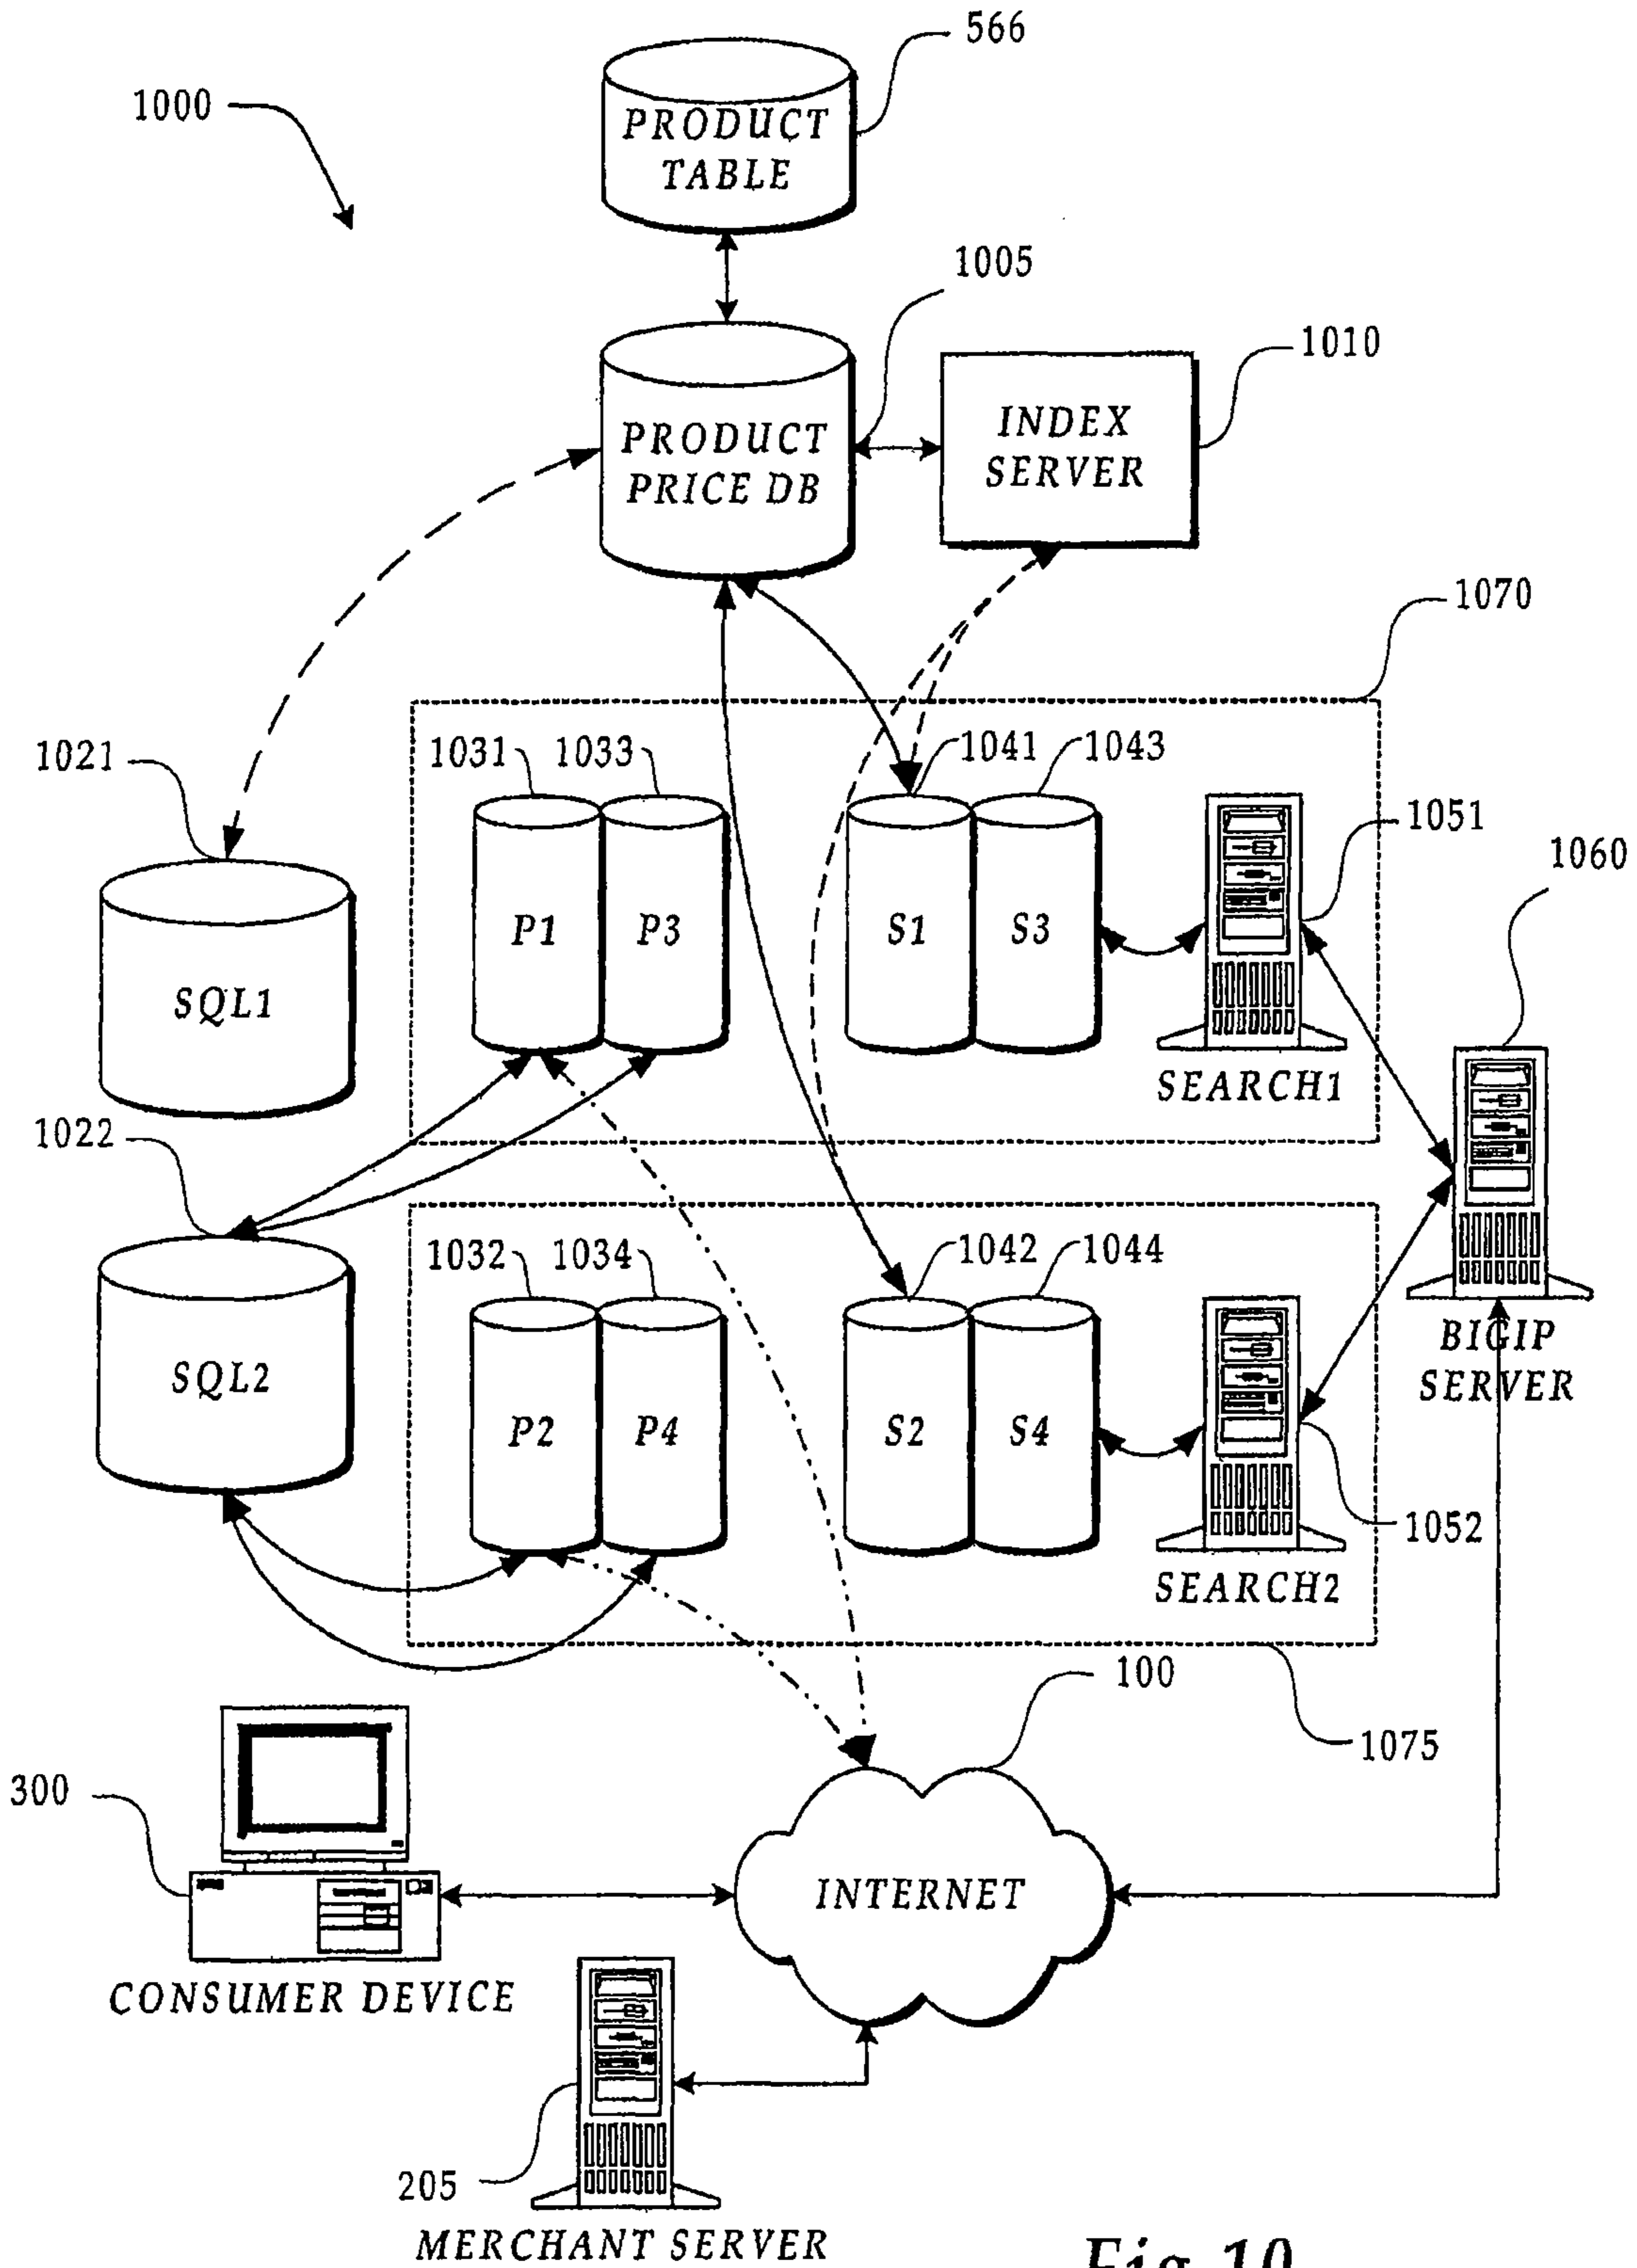 566
1000
PRODUCT
TABLE
1005
1010
PRODUCT
PRICE DB
INDEX
SERVER
1070
1021
1031
1033
1041
1043
1051
1060
P1
P3
S1
S3
SQL1
SEARCH1
1022
1032
1034
1042
1044
BIGIP
SERVER
SQL2
P2
P4
S2
S4
1052
SEARCH2
100
1075
300
INTERNET
CONSUMER DEVICE
205
MERCHANT SERVER
Fig.10